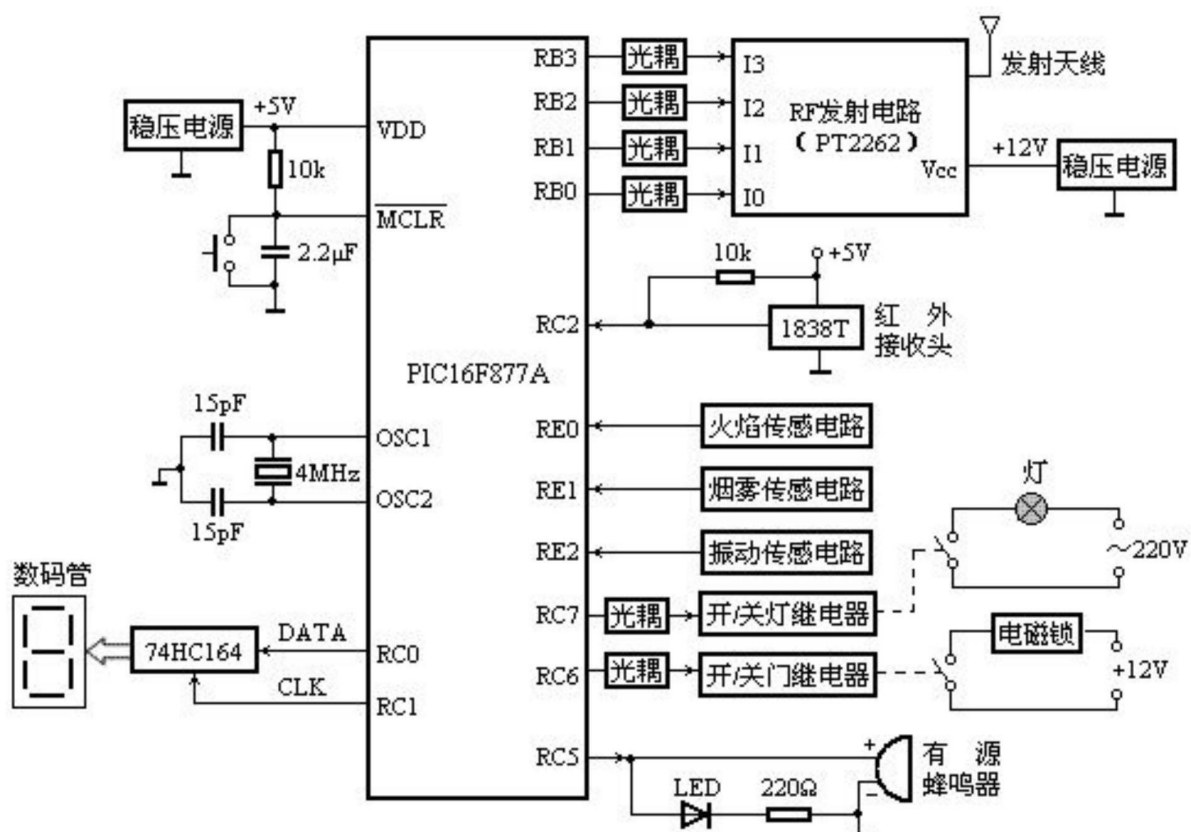 RB3
光耦
I3
发射天线
+5V
RB2
光耦
I2
RF发射电路
稳压电源
VDD
RB1
光耦
I1
(PT2262)
+12V
稳压电源
10k
RB0
光耦
I0
Vcc
MCLR
2.2μF
10k
+5V
RC2
1838T
红 外
接收头
PIC16F877A
15pF
OSC1
RE0
火焰传感电路
4MHz
灯
OSC2
RE1
烟雾传感电路
15pF
RE2
振动传感电路
~220V
数码管
RC7
光耦
开/关灯继电器
74HC164
DATA
RC0
电磁锁
RC6
光耦
开/关门继电器
+12V
CLK
RC1
RC5
+
有 源
蜂鸣器
LED
220Ω
−